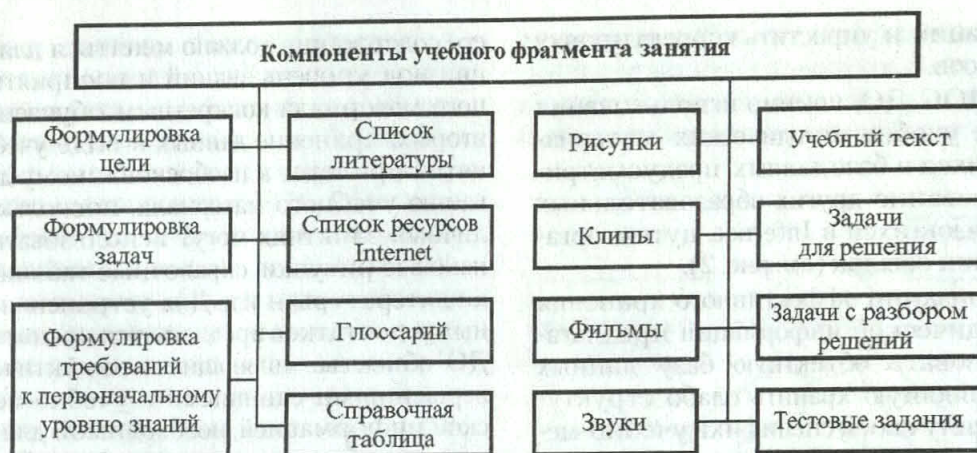 Компоненты учебного фрагмента занятия
Формулировка
цели
Список
литературы
Рисунки
Учебный текст
Формулировка
задач
Список ресурсов
Internet
Клипы
Задачи
для решения
Формулировка
требований
к первоначальному
уровню знаний
Глоссарий
Фильмы
Задачи с разбором
решений
Справочная
таблица
Звуки
Тестовые задания